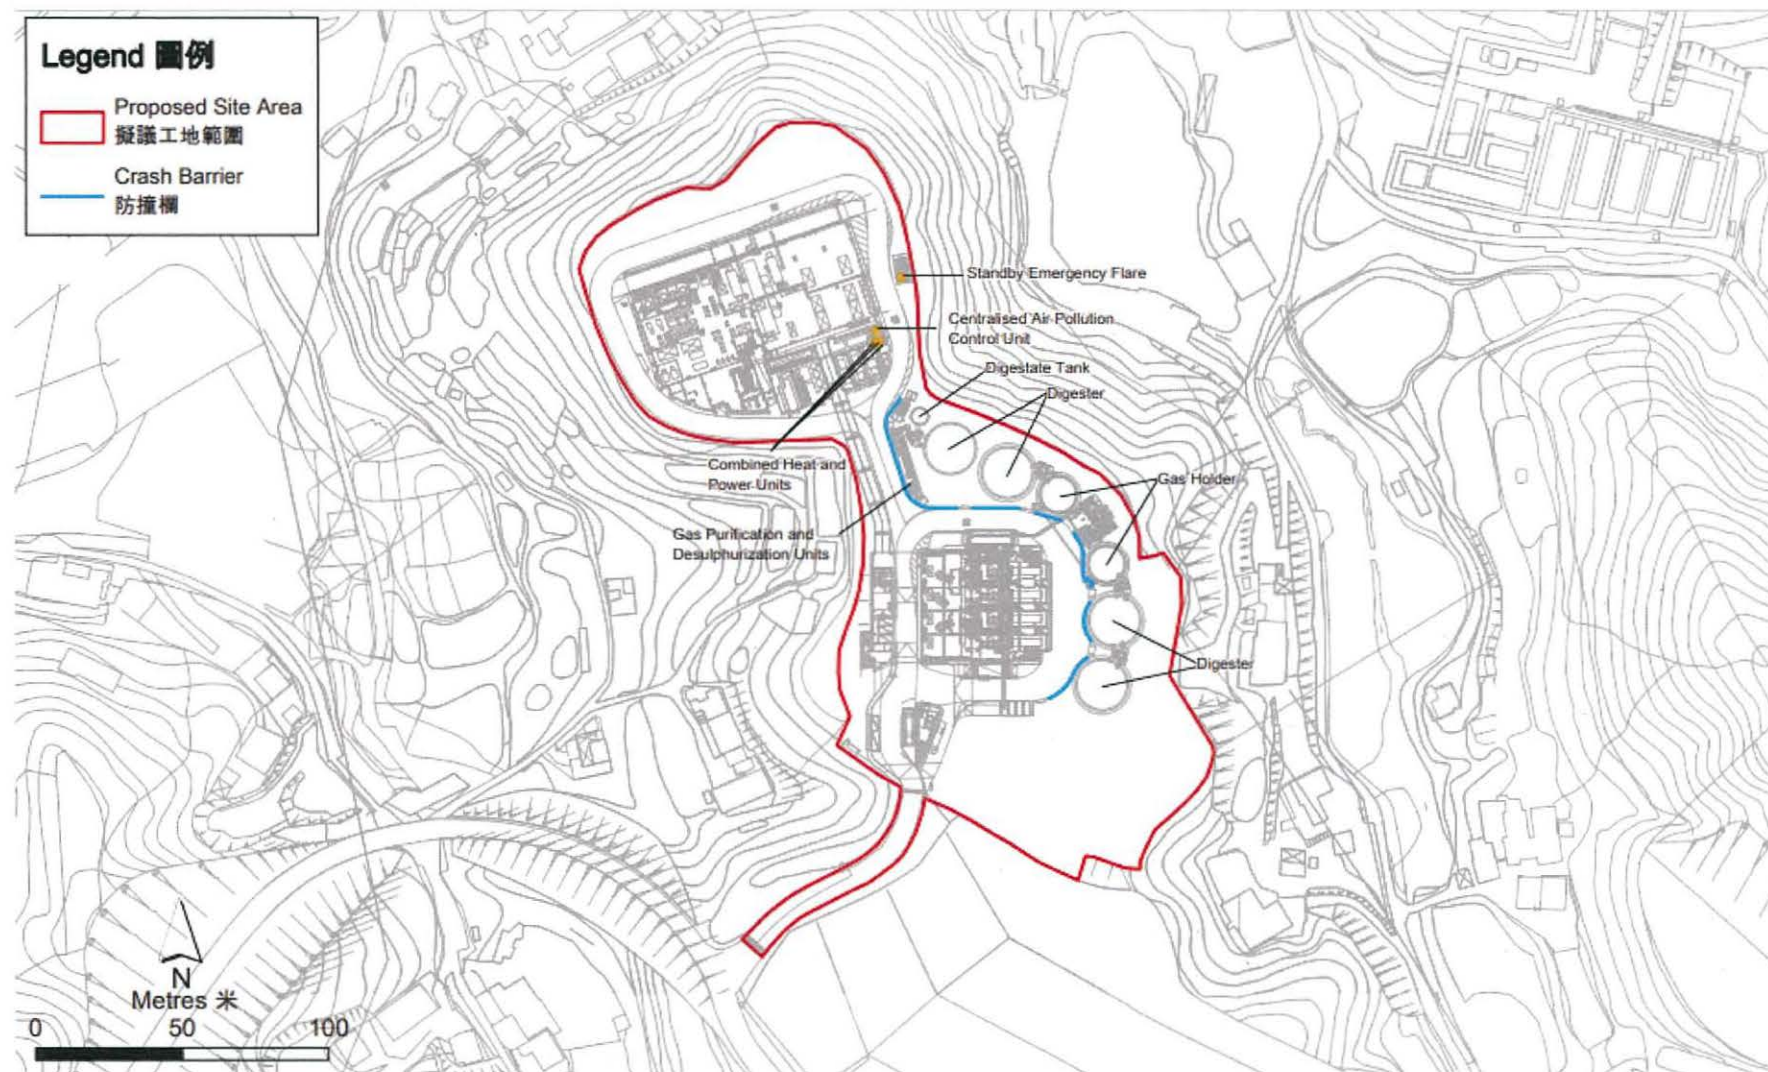 Legend 圖例
Proposed Site Area
擬議工地範圍
Crash Barrier
防撞欄
Standby Emergency Flare
Centralised Air Pollution
Control Unit
Digestate Tank
Digester
Combined Heat and
Power Units
Gas Holder
Gas Purification and
Desulphurization Units
Digester
N
Metres 米
0 50 100